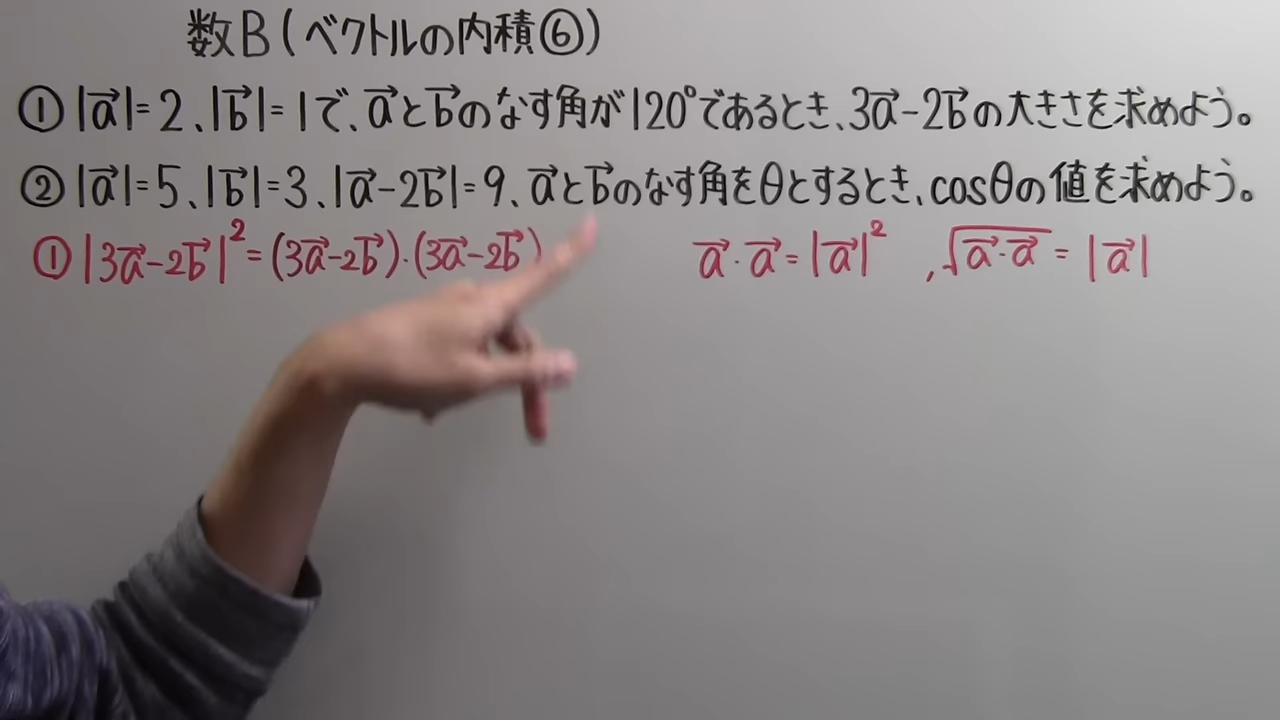 数B(ベクトルの内積⑥)
①|a⃗|=2、|b⃗|=1で、a⃗とb⃗のなす角が120°であるとき、3a⃗-2b⃗の大きさを求めよう。
②|a⃗|=5、|b⃗|=3、|a⃗-2b⃗|=9、a⃗とb⃗のなす角をθとするとき、cosθの値を求めよう。
①|3a⃗-2b⃗|²=(3a⃗-2b⃗)·(3a⃗-2b⃗) a⃗·a⃗=|a⃗|² ,√(a⃗·a⃗)=|a⃗|